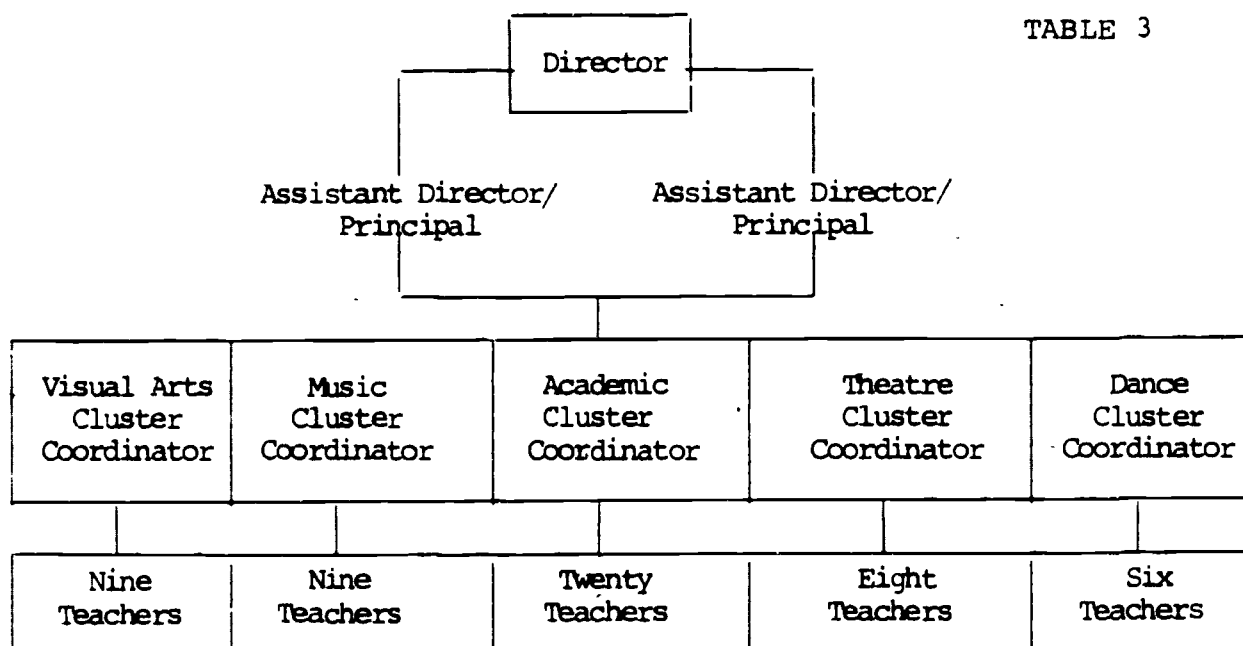 TABLE 3
Director
Assistant Director/
Principal
Assistant Director/
Principal
Visual Arts
Cluster
Coordinator
Music
Cluster
Coordinator
Academic
Cluster
Coordinator
Theatre
Cluster
Coordinator
Dance
Cluster
Coordinator
Nine
Teachers
Nine
Teachers
Twenty
Teachers
Eight
Teachers
Six
Teachers